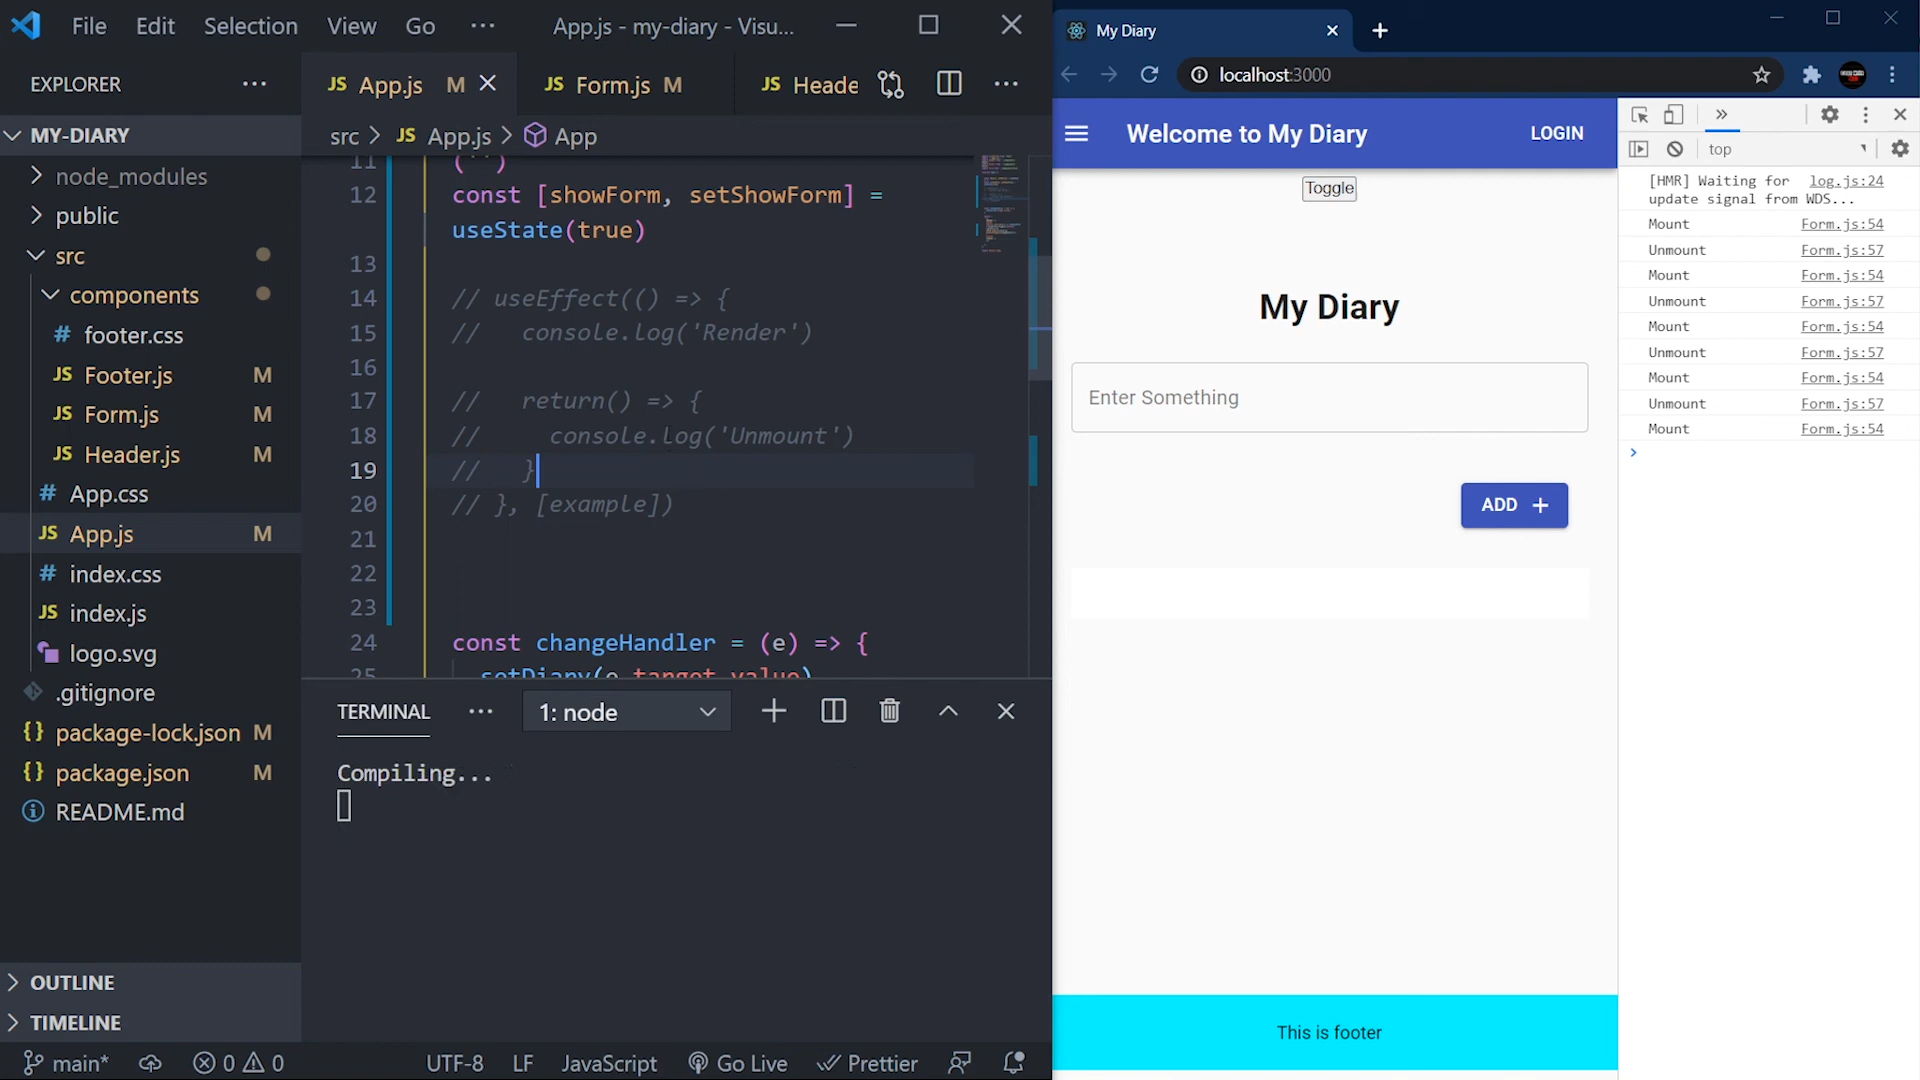 File Edit Selection View Go ··· App.js - my-diary - Visu...
EXPLORER ···
MY-DIARY
node_modules
public
src
components
# footer.css
JS Footer.js M
JS Form.js M
JS Header.js M
# App.css
JS App.js M
# index.css
JS index.js
logo.svg
.gitignore
{} package-lock.json M
{} package.json M
README.md
OUTLINE
TIMELINE
JS App.js M
JS Form.js M
JS Heade
src > JS App.js > App
11 ('')
12 const [showForm, setShowForm] =
useState(true)
13
14 // useEffect(() => {
15 //   console.log('Render')
16
17 //   return() => {
18 //     console.log('Unmount')
19 //   }
20 // }, [example])
21
22
23
24 const changeHandler = (e) => {
25 setDiary(e.target.value)
TERMINAL ··· 1: node
Compiling...
main* 0 0 UTF-8 LF JavaScript Go Live Prettier
My Diary
localhost:3000
Welcome to My Diary LOGIN
Toggle
My Diary
Enter Something
ADD +
This is footer
top
[HMR] Waiting for log.js:24
update signal from WDS...
Mount Form.js:54
Unmount Form.js:57
Mount Form.js:54
Unmount Form.js:57
Mount Form.js:54
Unmount Form.js:57
Mount Form.js:54
Unmount Form.js:57
Mount Form.js:54